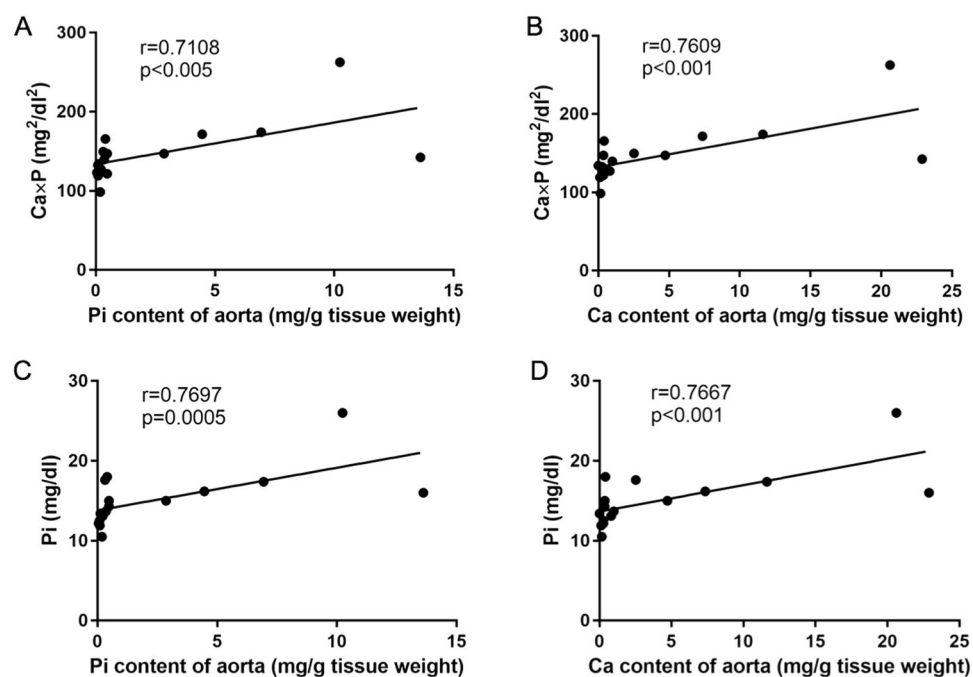 A
r=0.7108
p<0.005
Ca×P (mg²/dl²)
300
200
100
0
0 5 10 15
Pi content of aorta (mg/g tissue weight)
B
r=0.7609
p<0.001
Ca×P (mg²/dl²)
300
200
100
0
0 5 10 15 20 25
Ca content of aorta (mg/g tissue weight)
C
r=0.7697
p=0.0005
Pi (mg/dl)
30
20
10
0
0 5 10 15
Pi content of aorta (mg/g tissue weight)
D
r=0.7667
p<0.001
Pi (mg/dl)
30
20
10
0
0 5 10 15 20 25
Ca content of aorta (mg/g tissue weight)